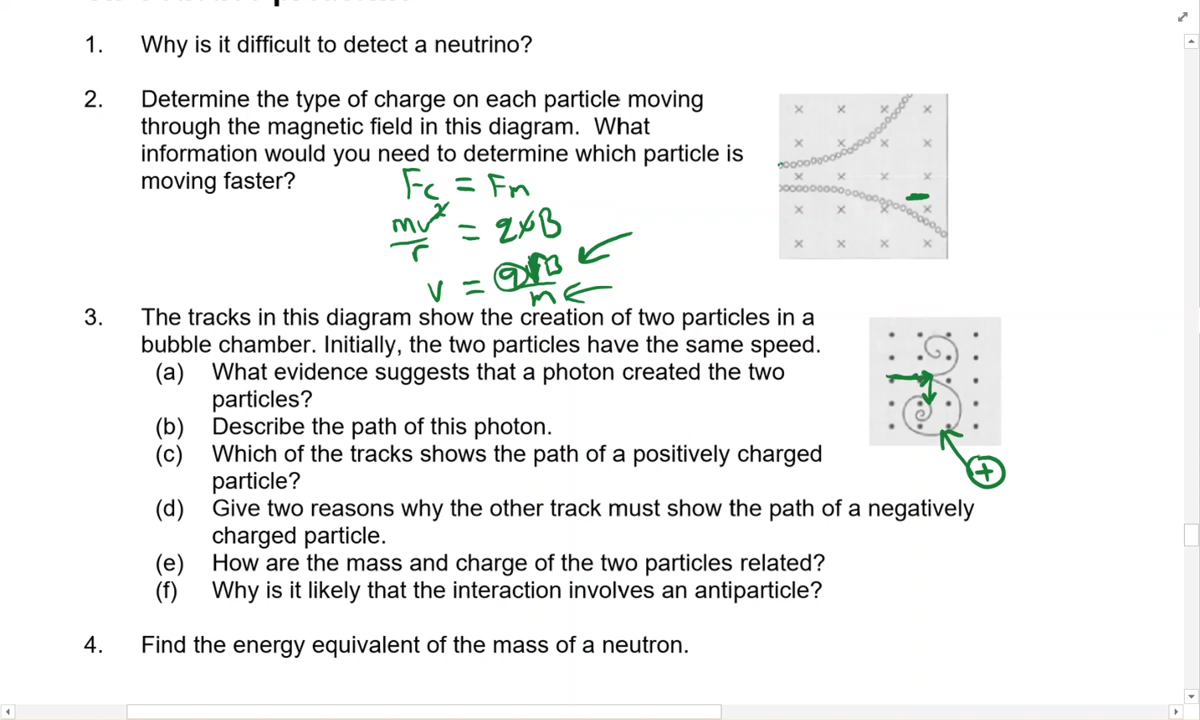 1. Why is it difficult to detect a neutrino?
2. Determine the type of charge on each particle moving
through the magnetic field in this diagram. What
information would you need to determine which particle is
moving faster?
Fc = Fm
mv²/r = qvB
v = qrB/m
3. The tracks in this diagram show the creation of two particles in a
bubble chamber. Initially, the two particles have the same speed.
(a) What evidence suggests that a photon created the two
particles?
(b) Describe the path of this photon.
(c) Which of the tracks shows the path of a positively charged
particle?
+
(d) Give two reasons why the other track must show the path of a negatively
charged particle.
(e) How are the mass and charge of the two particles related?
(f) Why is it likely that the interaction involves an antiparticle?
4. Find the energy equivalent of the mass of a neutron.